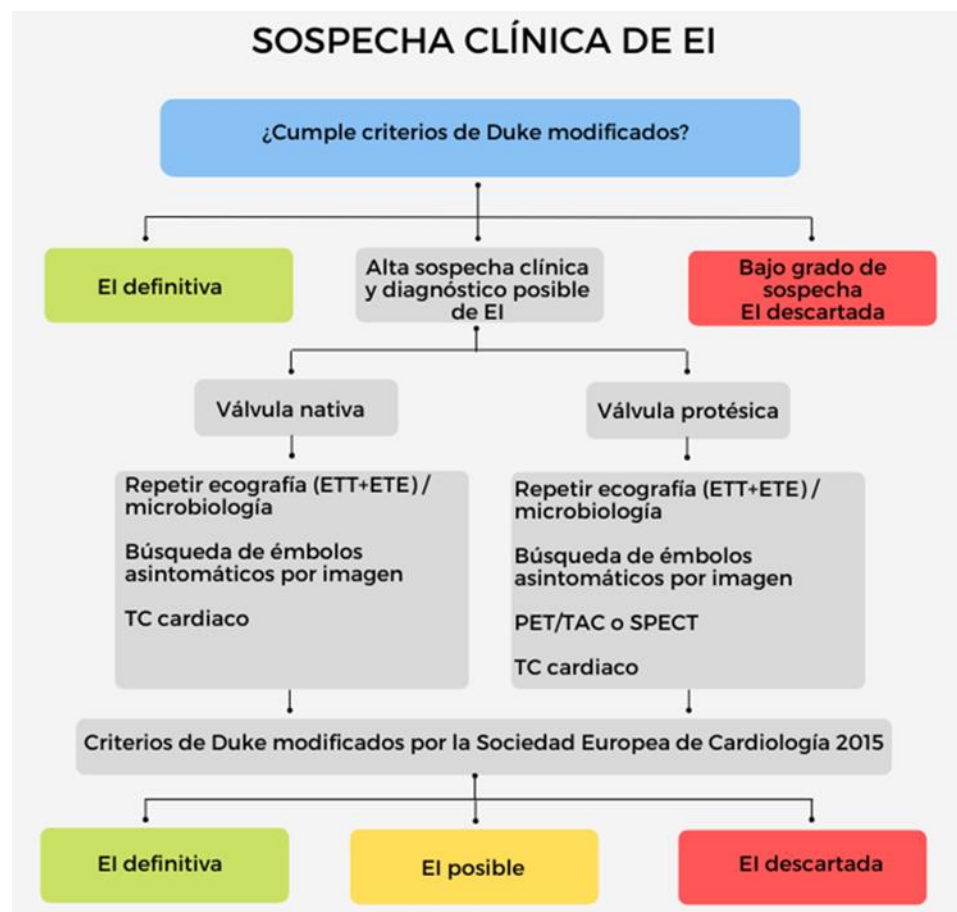 SOSPECHA CLÍNICA DE EI
¿Cumple criterios de Duke modificados?
EI definitiva
Alta sospecha clínica
y diagnóstico posible
de EI
Bajo grado de
sospecha
EI descartada
Válvula nativa
Válvula protésica
Repetir ecografía (ETT+ETE) /
microbiología
Búsqueda de émbolos
asintomáticos por imagen
TC cardiaco
Repetir ecografía (ETT+ETE) /
microbiología
Búsqueda de émbolos
asintomáticos por imagen
PET/TAC o SPECT
TC cardiaco
Criterios de Duke modificados por la Sociedad Europea de Cardiología 2015
EI definitiva
EI posible
EI descartada